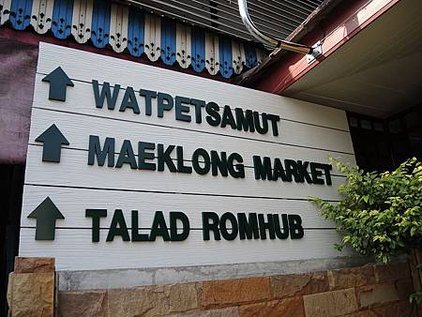 WATPETSAMUT
MAEKLONG MARKET
TALAD ROMHUB